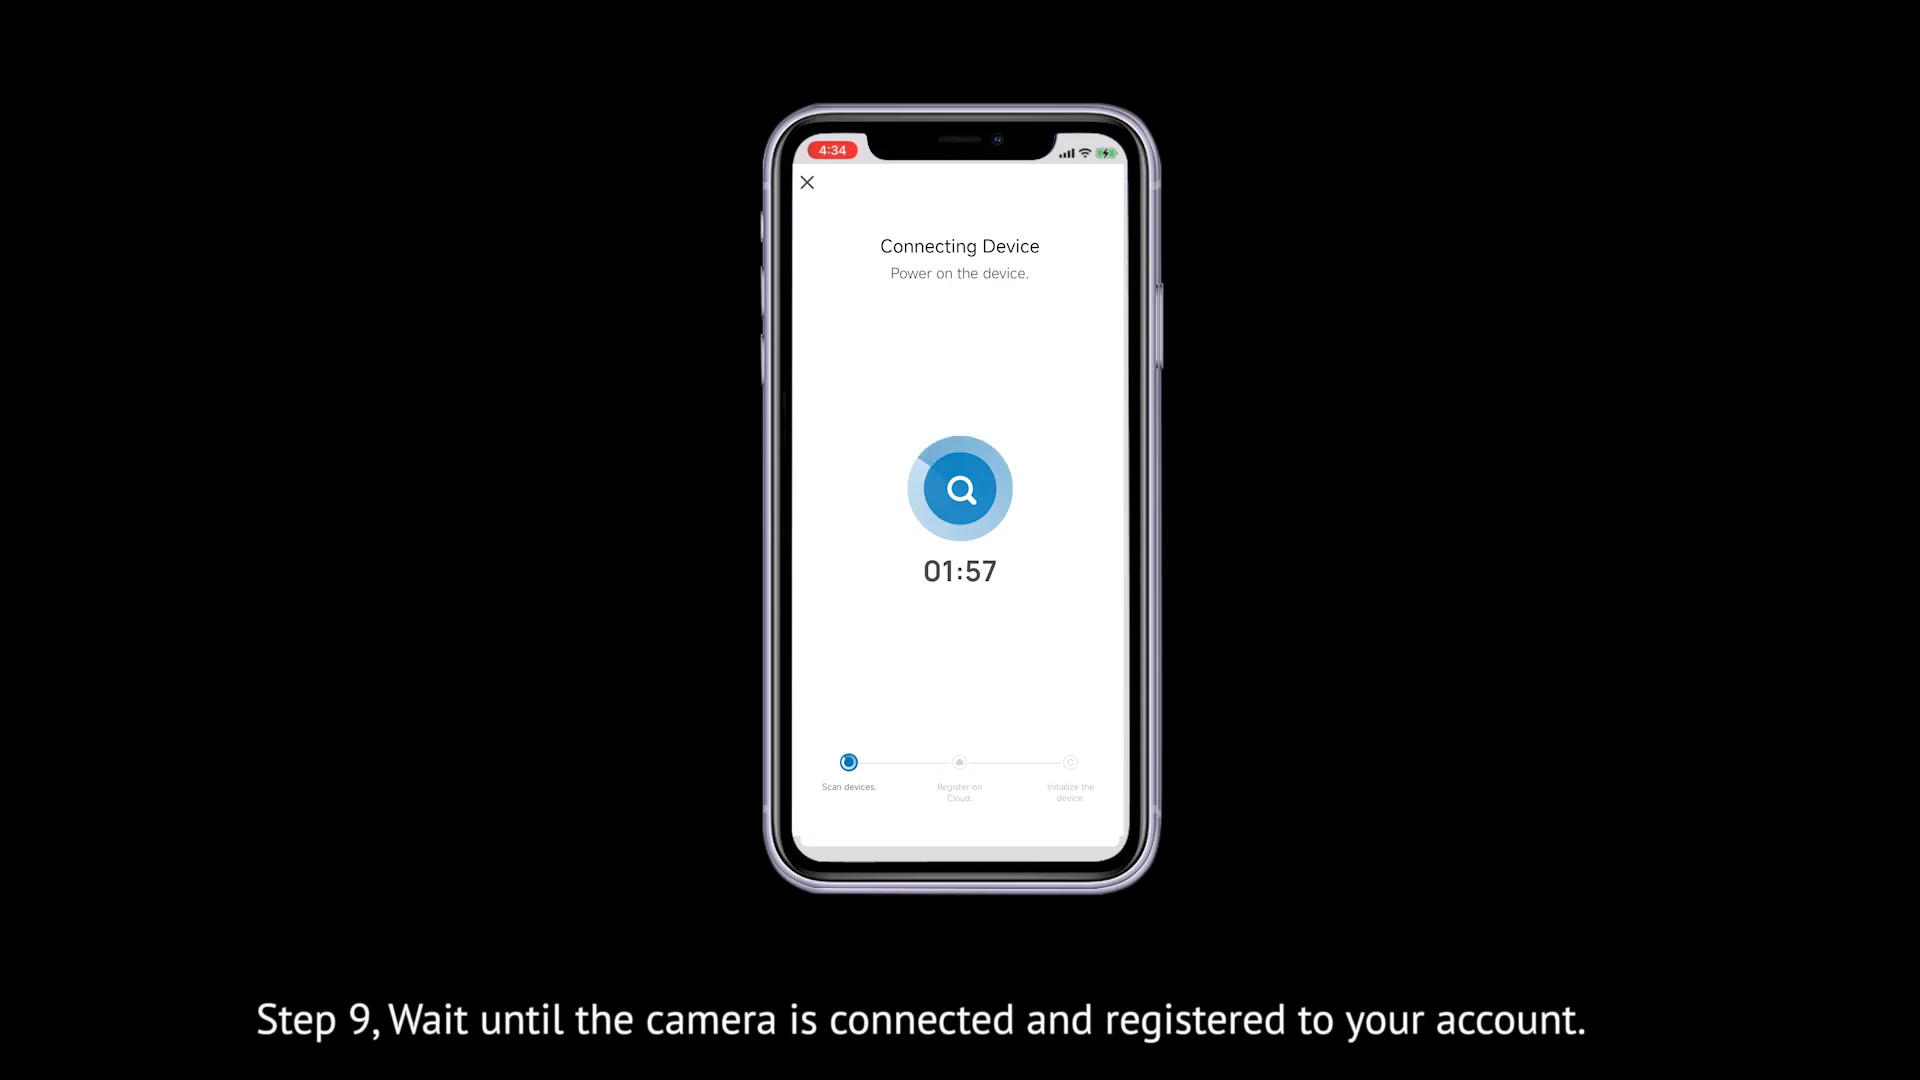 4:34
Connecting Device
Power on the device.
01:57
Scan devices.
Register on
Cloud.
Initialize the
device.
Step 9, Wait until the camera is connected and registered to your account.